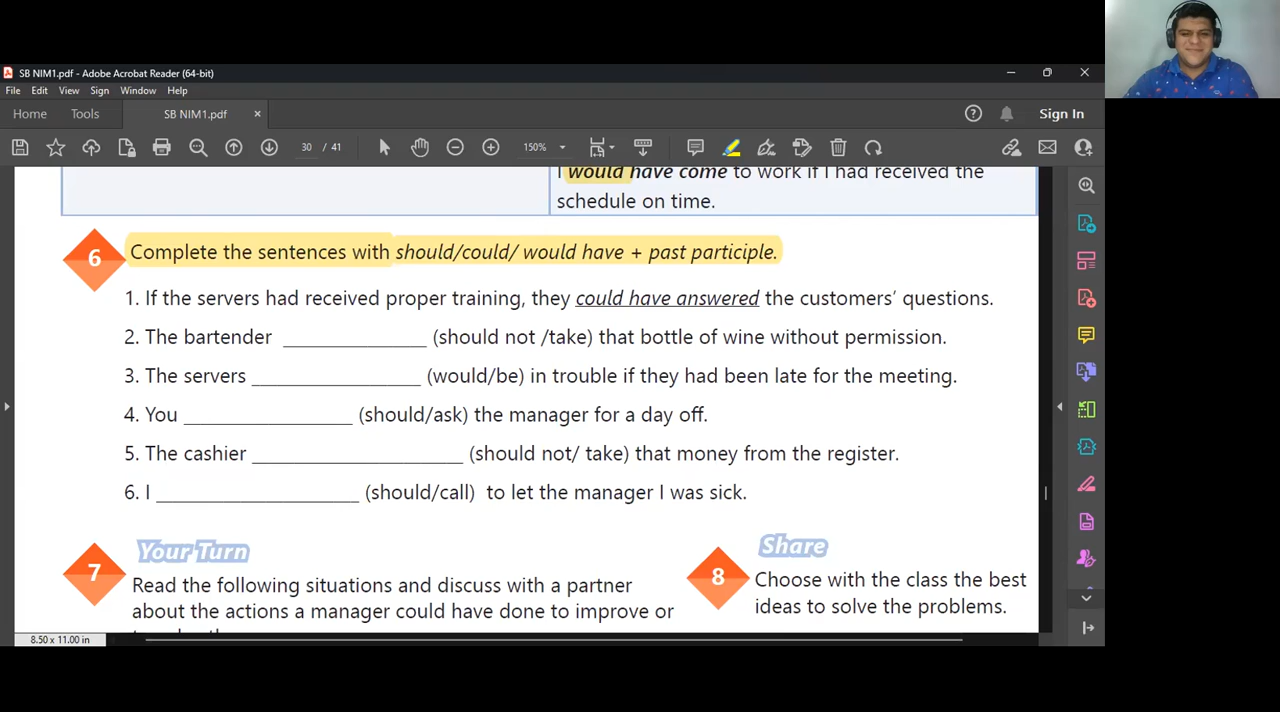 SB NIM1.pdf - Adobe Acrobat Reader (64-bit)
File Edit View Sign Window Help
Home Tools SB NIM1.pdf × Sign In
30 / 41 150%
I would have come to work if I had received the
schedule on time.
6 Complete the sentences with should/could/ would have + past participle.
1. If the servers had received proper training, they could have answered the customers' questions.
2. The bartender ______________ (should not /take) that bottle of wine without permission.
3. The servers _________________ (would/be) in trouble if they had been late for the meeting.
4. You _________________ (should/ask) the manager for a day off.
5. The cashier _____________________ (should not/ take) that money from the register.
6. I ____________________ (should/call) to let the manager I was sick.
7 Your Turn
Read the following situations and discuss with a partner
about the actions a manager could have done to improve or
8 Share
Choose with the class the best
ideas to solve the problems.
8.50 x 11.00 in